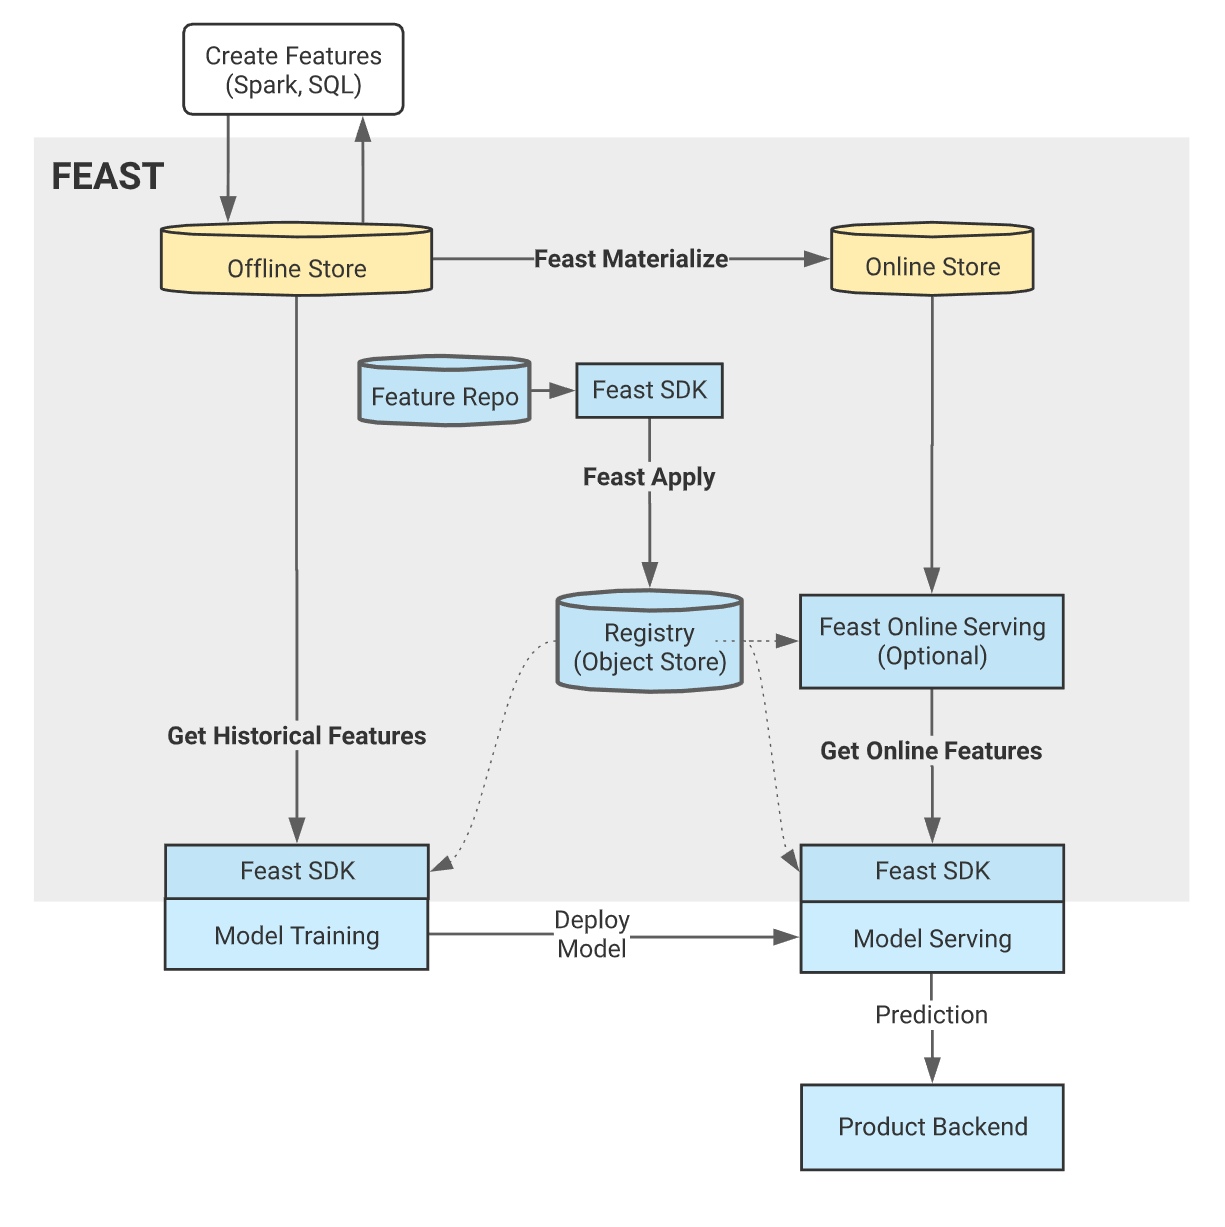 Create Features
(Spark, SQL)
FEAST
Offline Store
Feast Materialize
Online Store
Feature Repo
Feast SDK
Feast Apply
Registry
(Object Store)
Feast Online Serving
(Optional)
Get Historical Features
Get Online Features
Feast SDK
Feast SDK
Model Training
Deploy
Model
Model Serving
Prediction
Product Backend